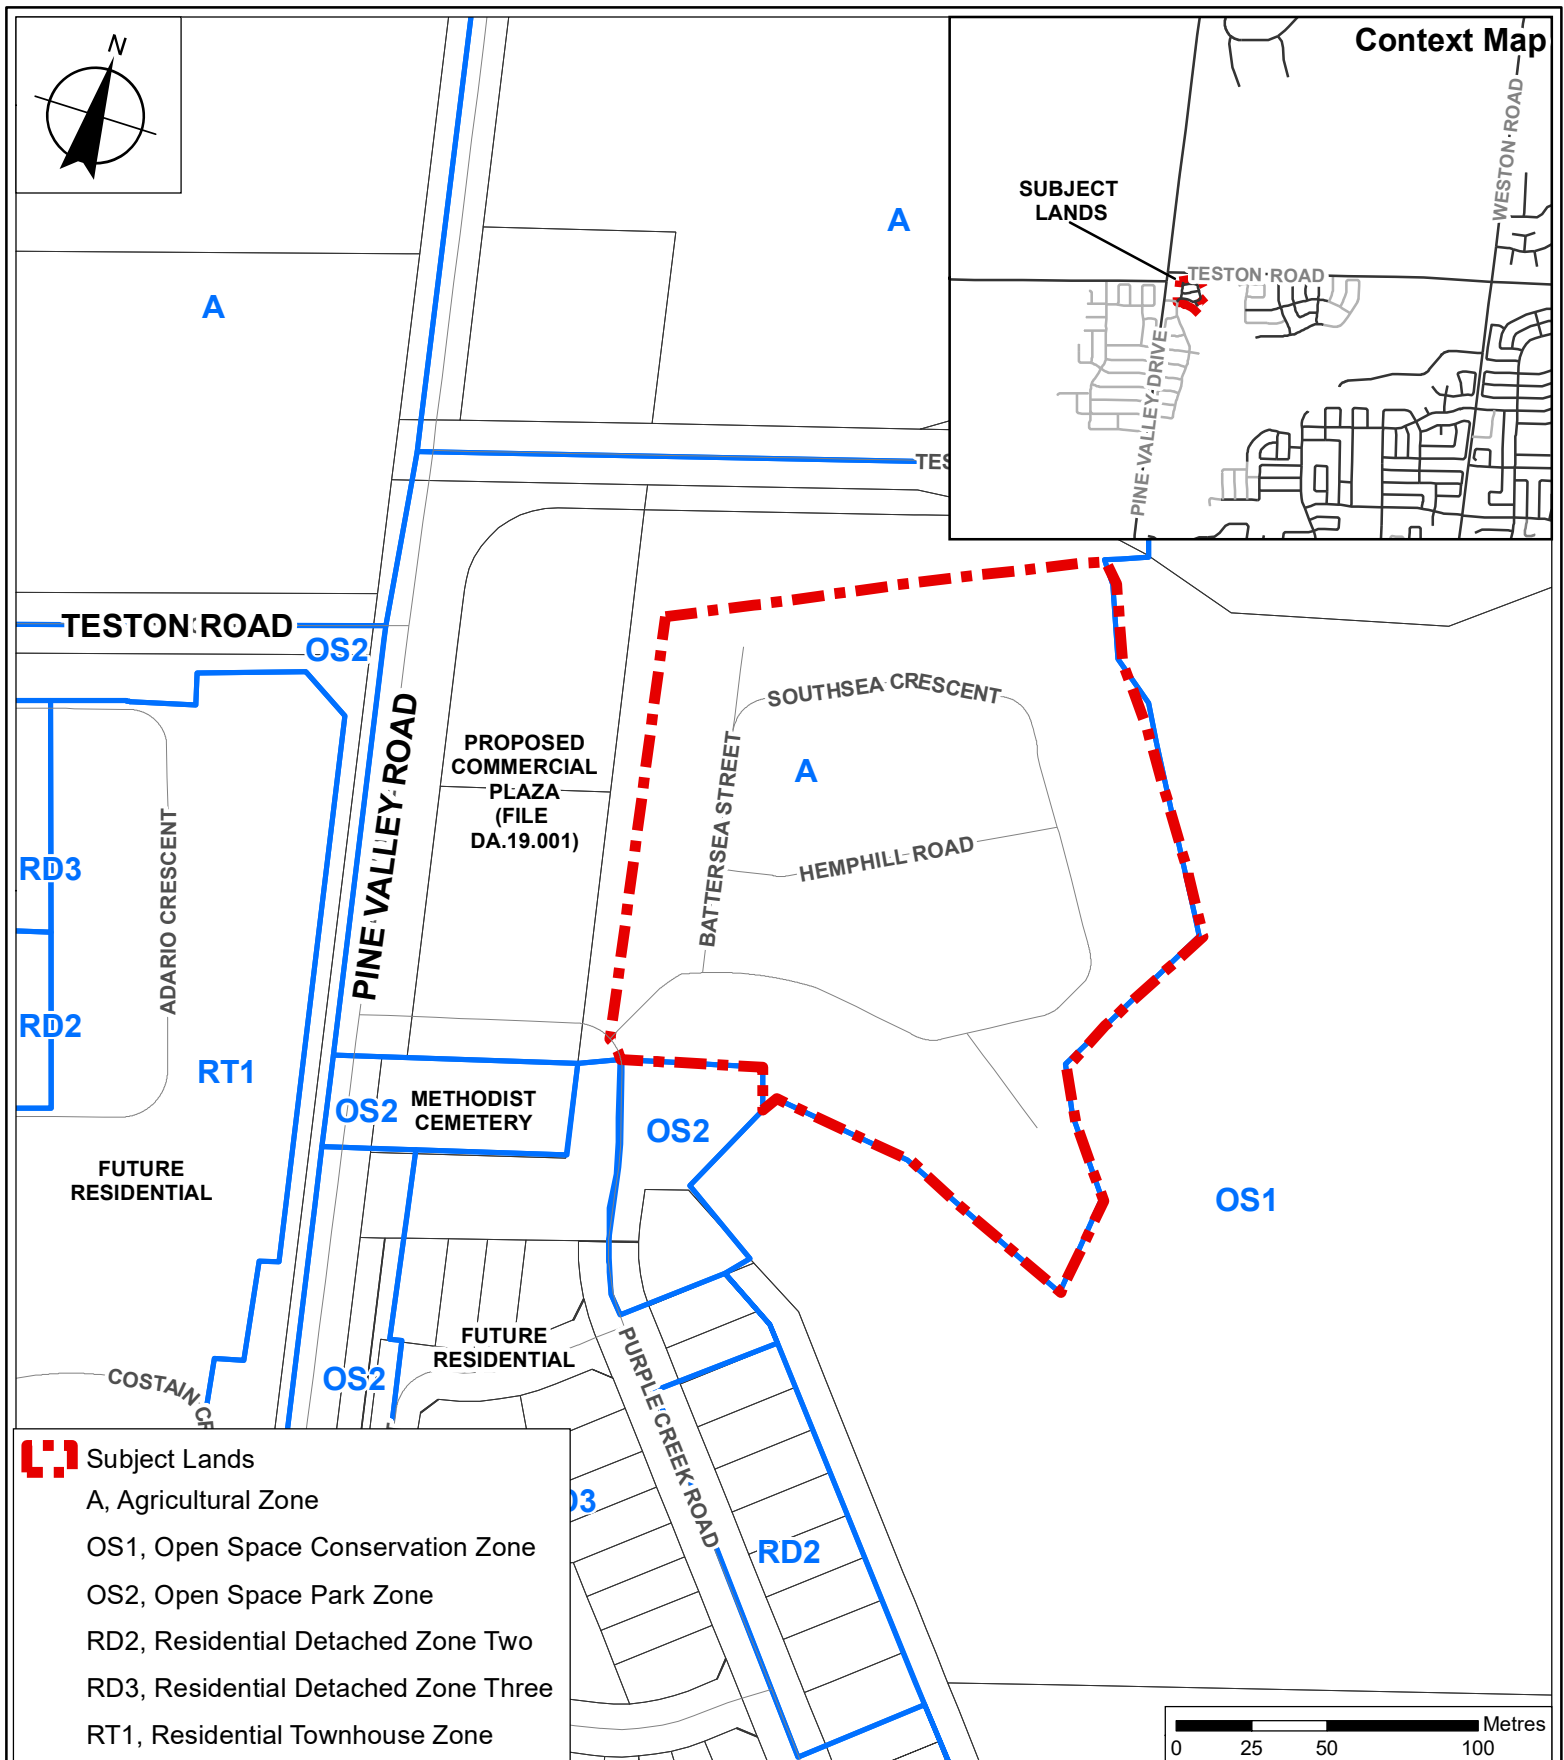 N
Context Map
WESTON ROAD
SUBJECT
LANDS
TESTON ROAD
PINE VALLEY DRIVE
A
A
TES
TESTON ROAD
OS2
PINE VALLEY ROAD
PROPOSED
COMMERCIAL
PLAZA
(FILE
DA.19.001)
SOUTHSEA CRESCENT
BATTERSEA STREET
A
HEMPHILL ROAD
ADARIO CRESCENT
RD3
RD2
RT1
OS2
METHODIST
CEMETERY
OS2
FUTURE
RESIDENTIAL
OS1
FUTURE
RESIDENTIAL
OS2
COSTAIN CR
PURPLE CREEK ROAD
D3
RD2
Subject Lands
A, Agricultural Zone
OS1, Open Space Conservation Zone
OS2, Open Space Park Zone
RD2, Residential Detached Zone Two
RD3, Residential Detached Zone Three
RT1, Residential Townhouse Zone
Metres
0 25 50 100